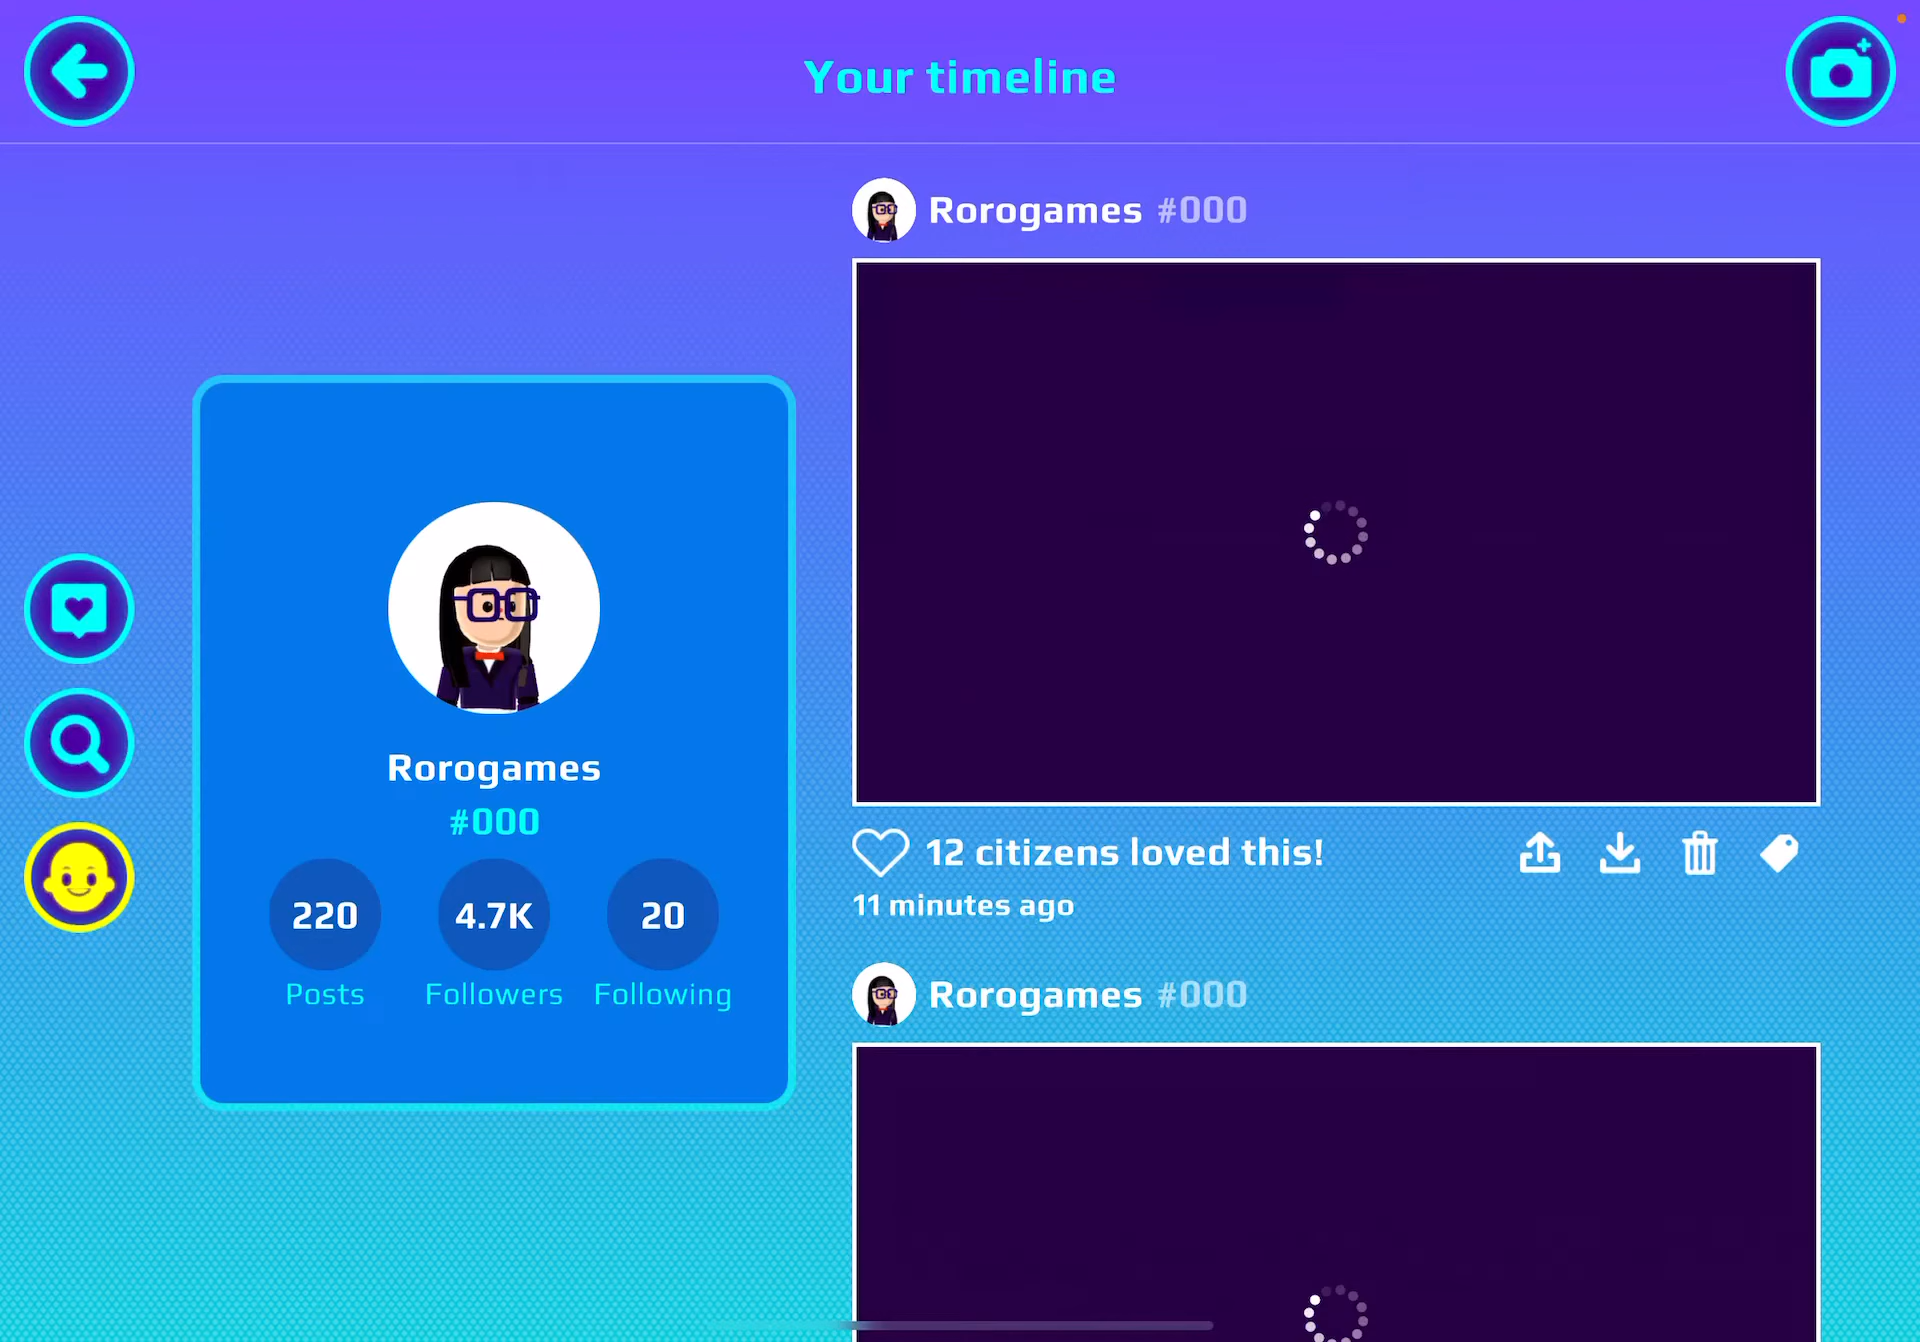 Your timeline
Rorogames #000
Rorogames
#000
220
4.7K
20
Posts
Followers
Following
12 citizens loved this!
11 minutes ago
Rorogames #000